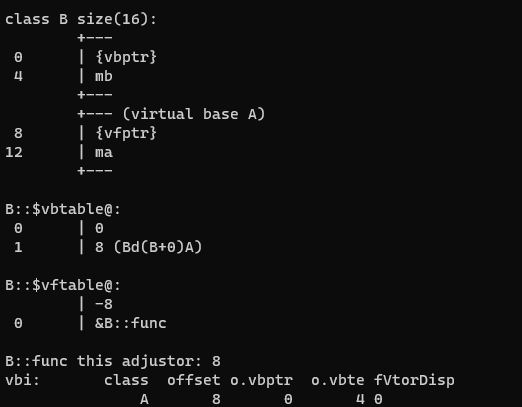 class B size(16):
        +---
 0      | {vbptr}
 4      | mb
        +---
        +--- (virtual base A)
 8      | {vfptr}
12      | ma
        +---

B::$vbtable@:
 0      | 0
 1      | 8 (Bd(B+0)A)

B::$vftable@:
        | -8
 0      | &B::func

B::func this adjustor: 8
vbi:       class  offset o.vbptr  o.vbte fVtorDisp
               A       8       0       4 0